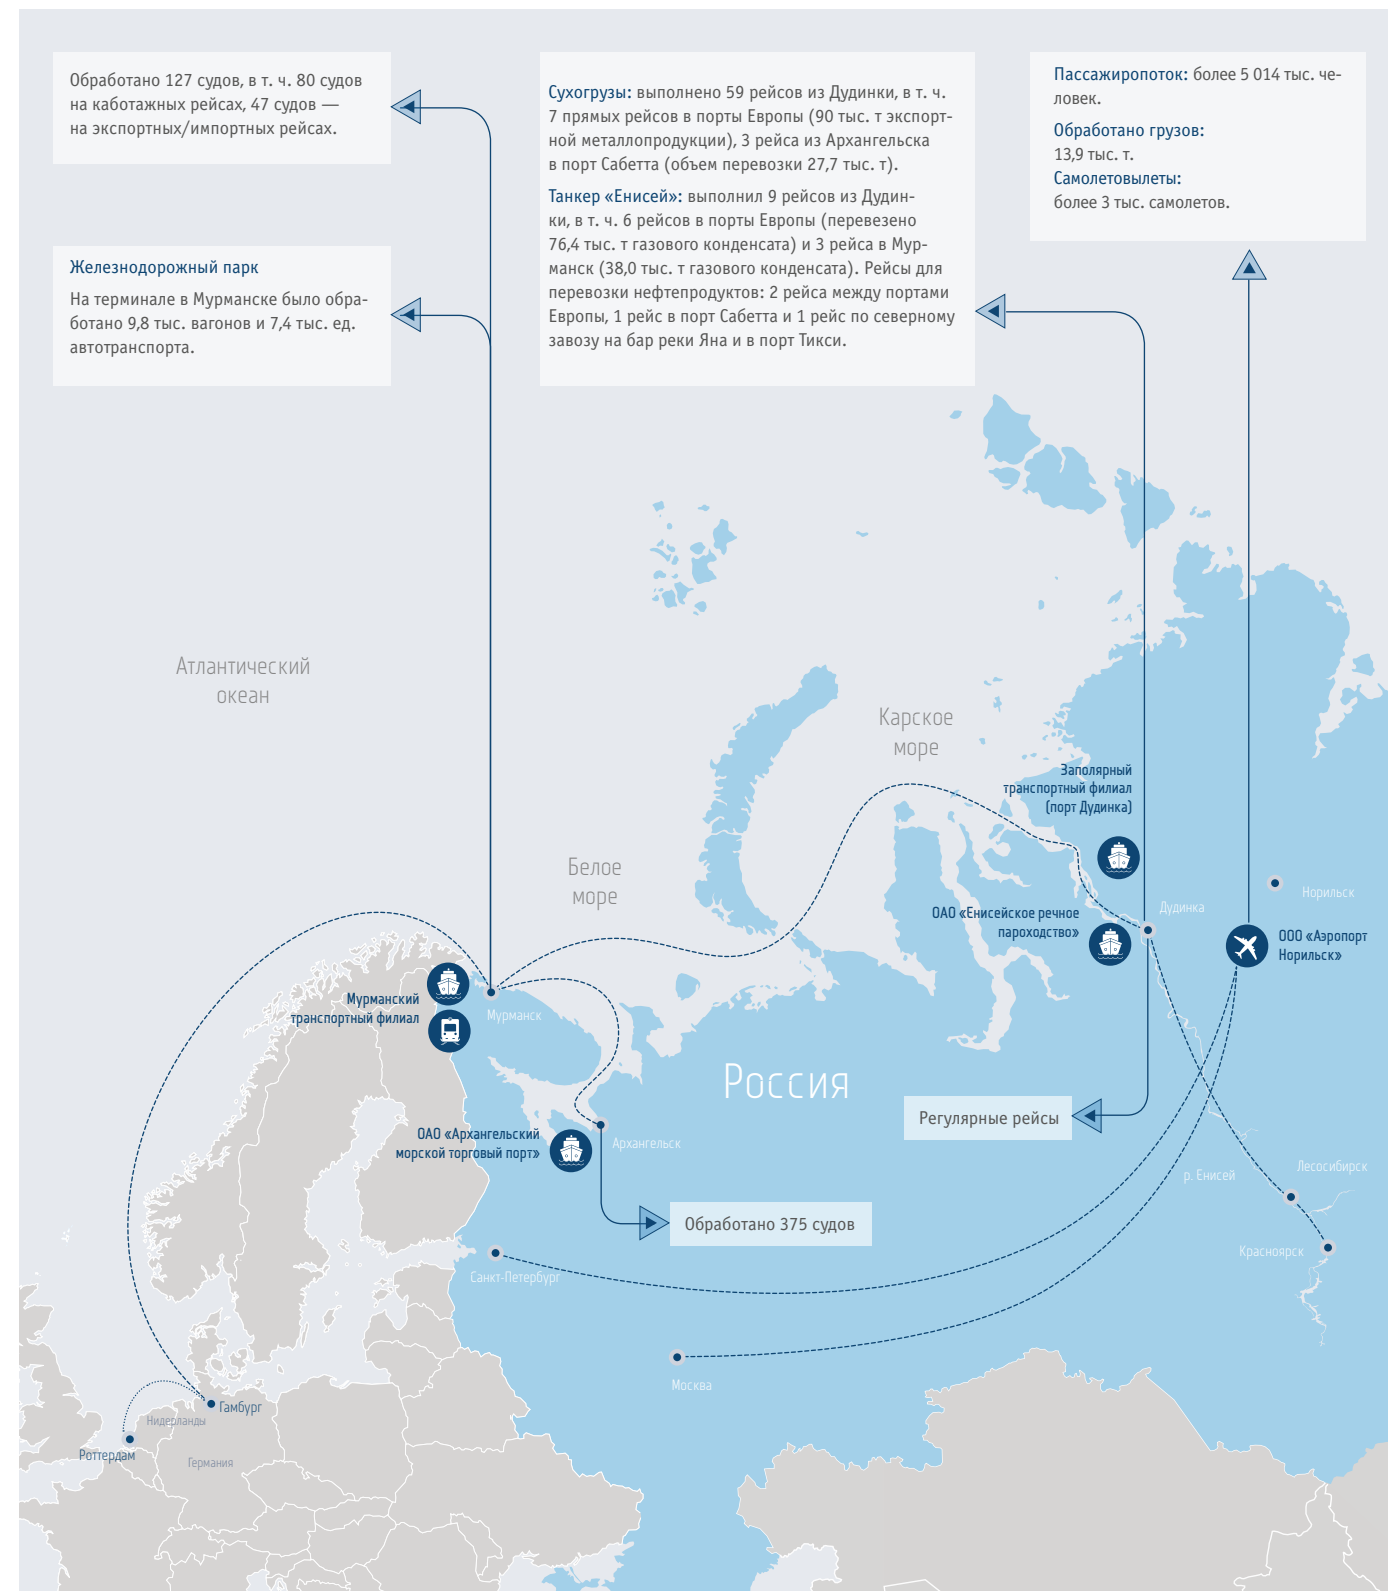 Обработано 127 судов, в т. ч. 80 судов
на каботажных рейсах, 47 судов —
на экспортных/импортных рейсах.
Железнодорожный парк
На терминале в Мурманске было обра-
ботано 9,8 тыс. вагонов и 7,4 тыс. ед.
автотранспорта.
Сухогрузы: выполнено 59 рейсов из Дудинки, в т. ч.
7 прямых рейсов в порты Европы (90 тыс. т экспорт-
ной металлопродукции), 3 рейса из Архангельска
в порт Сабетта (объем перевозки 27,7 тыс. т).
Танкер «Енисей»: выполнил 9 рейсов из Дудин-
ки, в т. ч. 6 рейсов в порты Европы (перевезено
76,4 тыс. т газового конденсата) и 3 рейса в Мур-
манск (38,0 тыс. т газового конденсата). Рейсы для
перевозки нефтепродуктов: 2 рейса между портами
Европы, 1 рейс в порт Сабетта и 1 рейс по северному
завозу на бар реки Яна и в порт Тикси.
Пассажиропоток: более 5 014 тыс. че-
ловек.
Обработано грузов:
13,9 тыс. т.
Самолетовылеты:
более 3 тыс. самолетов.
Атлантический
океан
Карское
море
Белое
море
Заполярный
транспортный филиал
(порт Дудинка)
ОАО «Енисейское речное
пароходство»
Дудинка
Норильск
ООО «Аэропорт
Норильск»
Мурманский
транспортный филиал
Мурманск
Россия
Регулярные рейсы
ОАО «Архангельский
морской торговый порт»
Архангельск
р. Енисей
Лесосибирск
Обработано 375 судов
Красноярск
Санкт-Петербург
Москва
Гамбург
Нидерланды
Роттердам
Германия